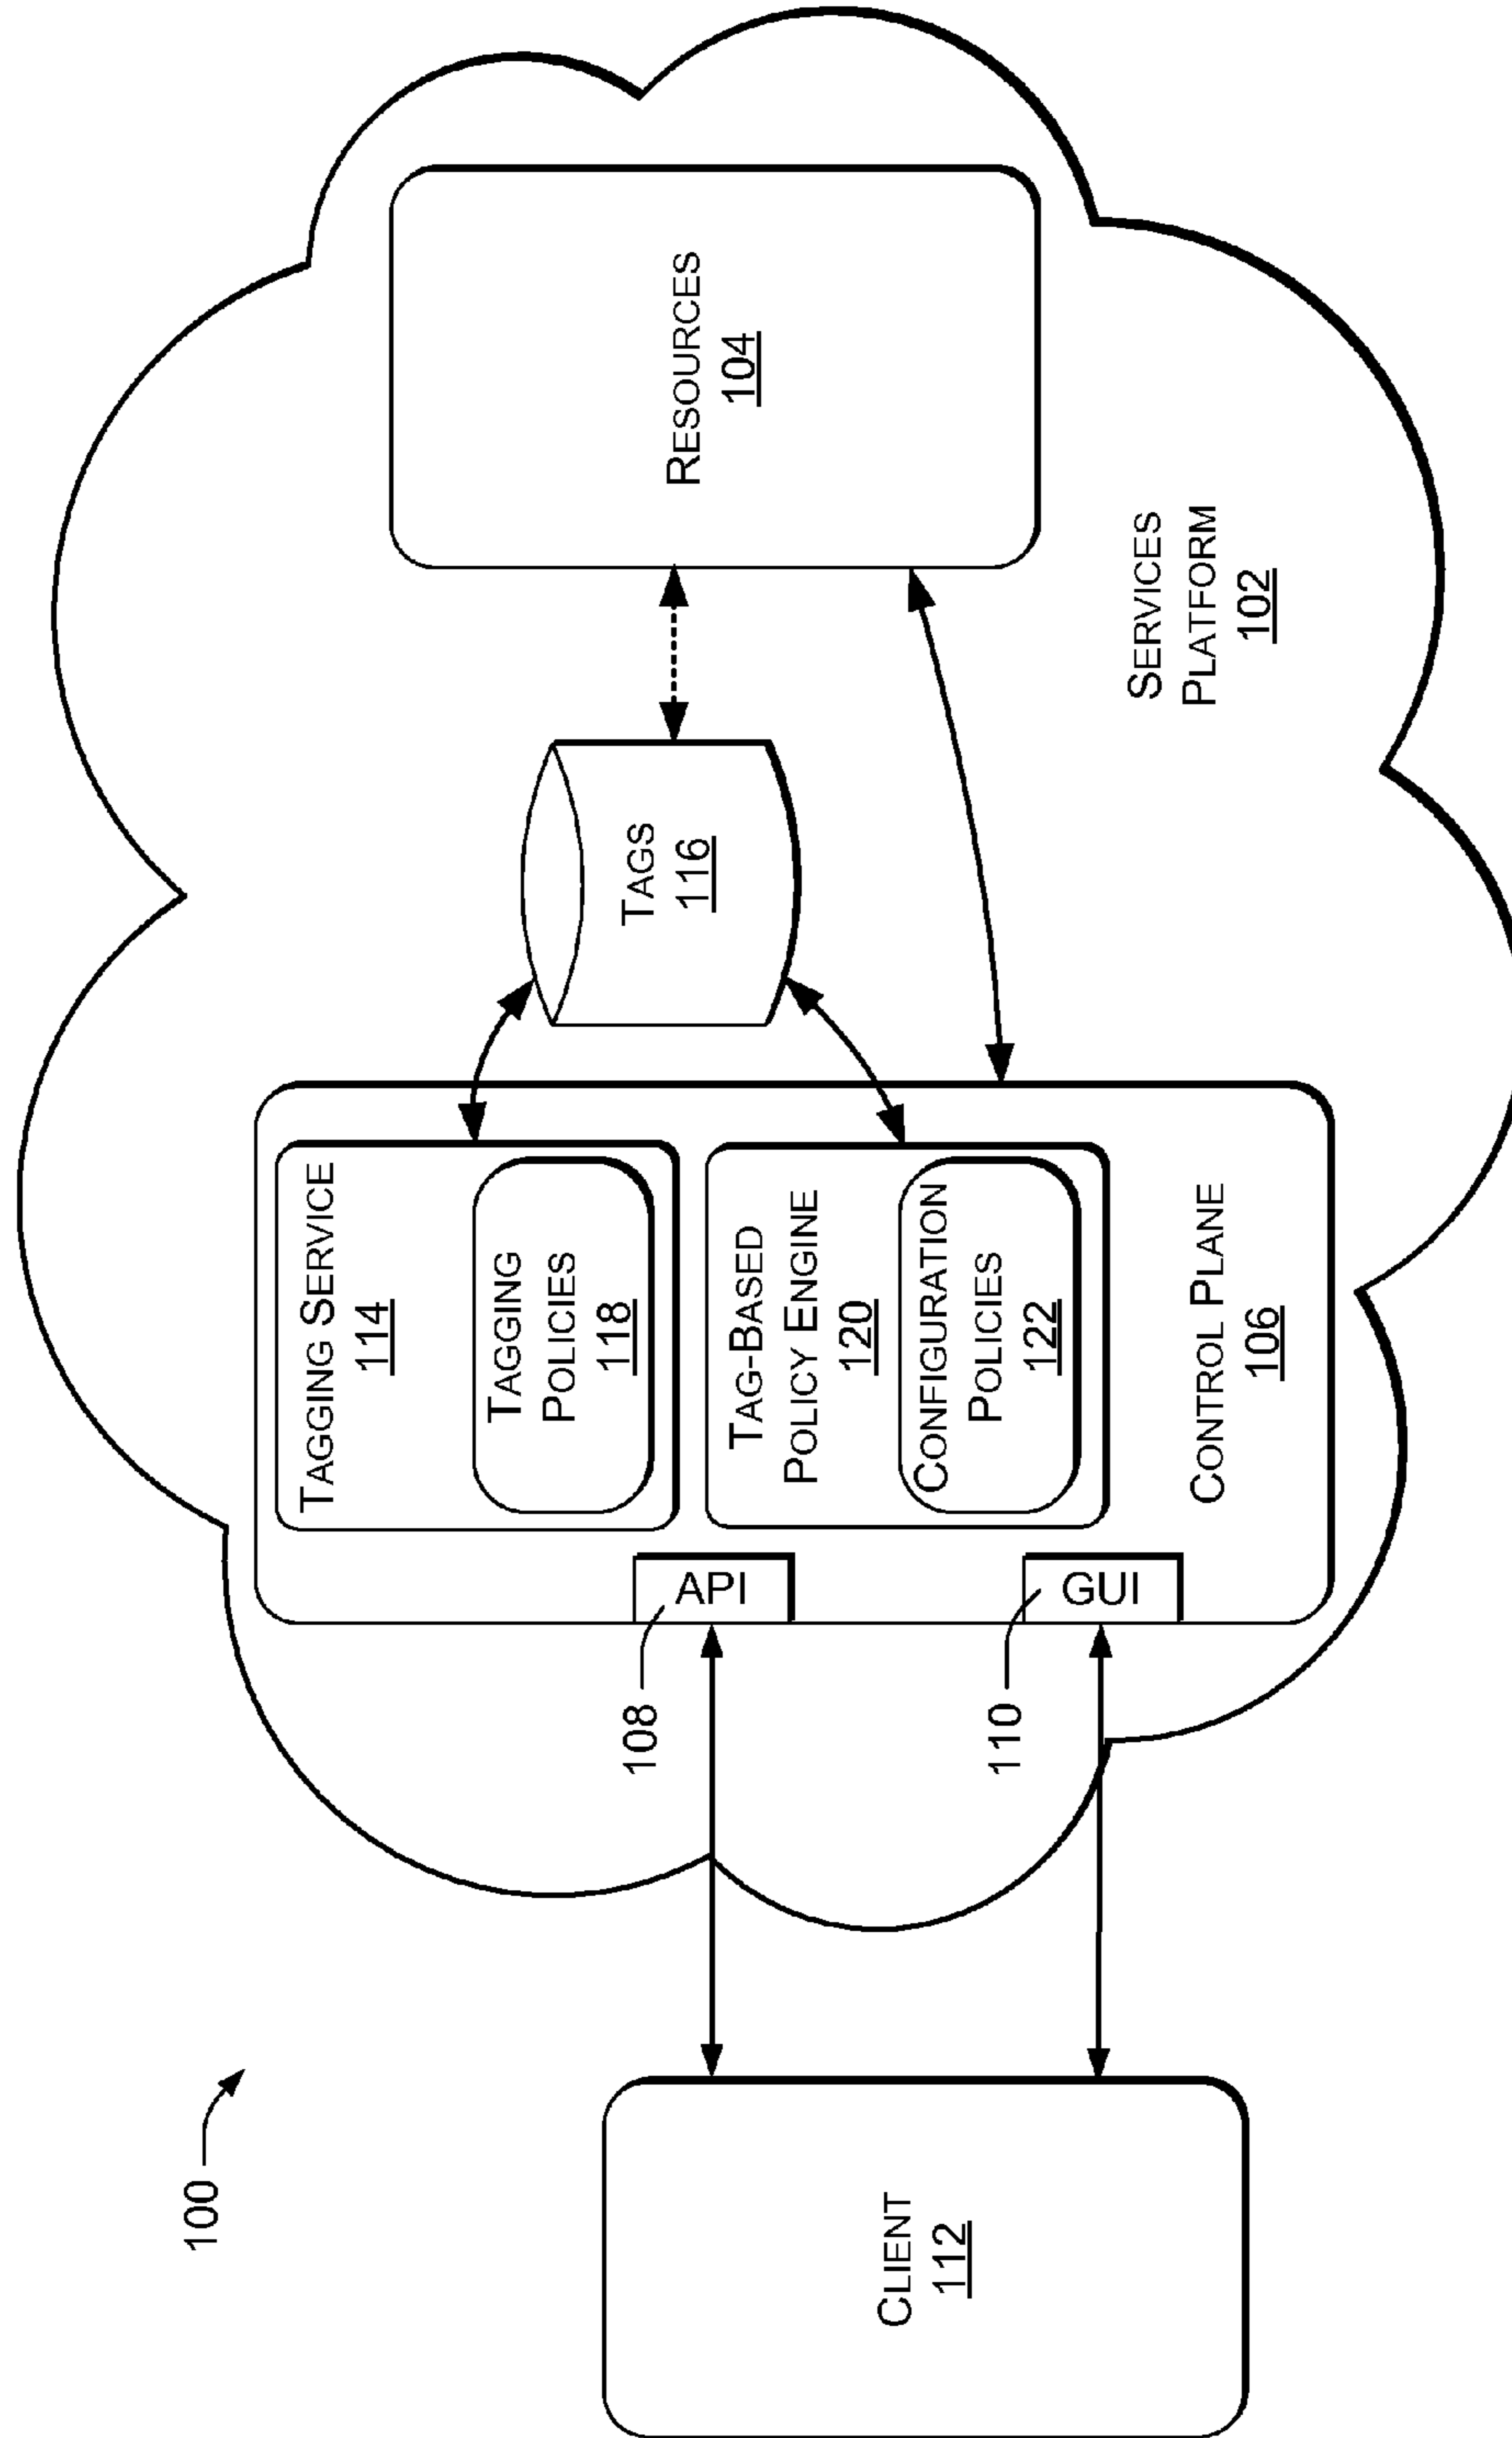 100
CLIENT
112
108
API
110
GUI
TAGGING SERVICE
114
TAGGING
POLICIES
118
TAG-BASED
POLICY ENGINE
120
CONFIGURATION
POLICIES
122
CONTROL PLANE
106
TAGS
116
RESOURCES
104
SERVICES
PLATFORM
102